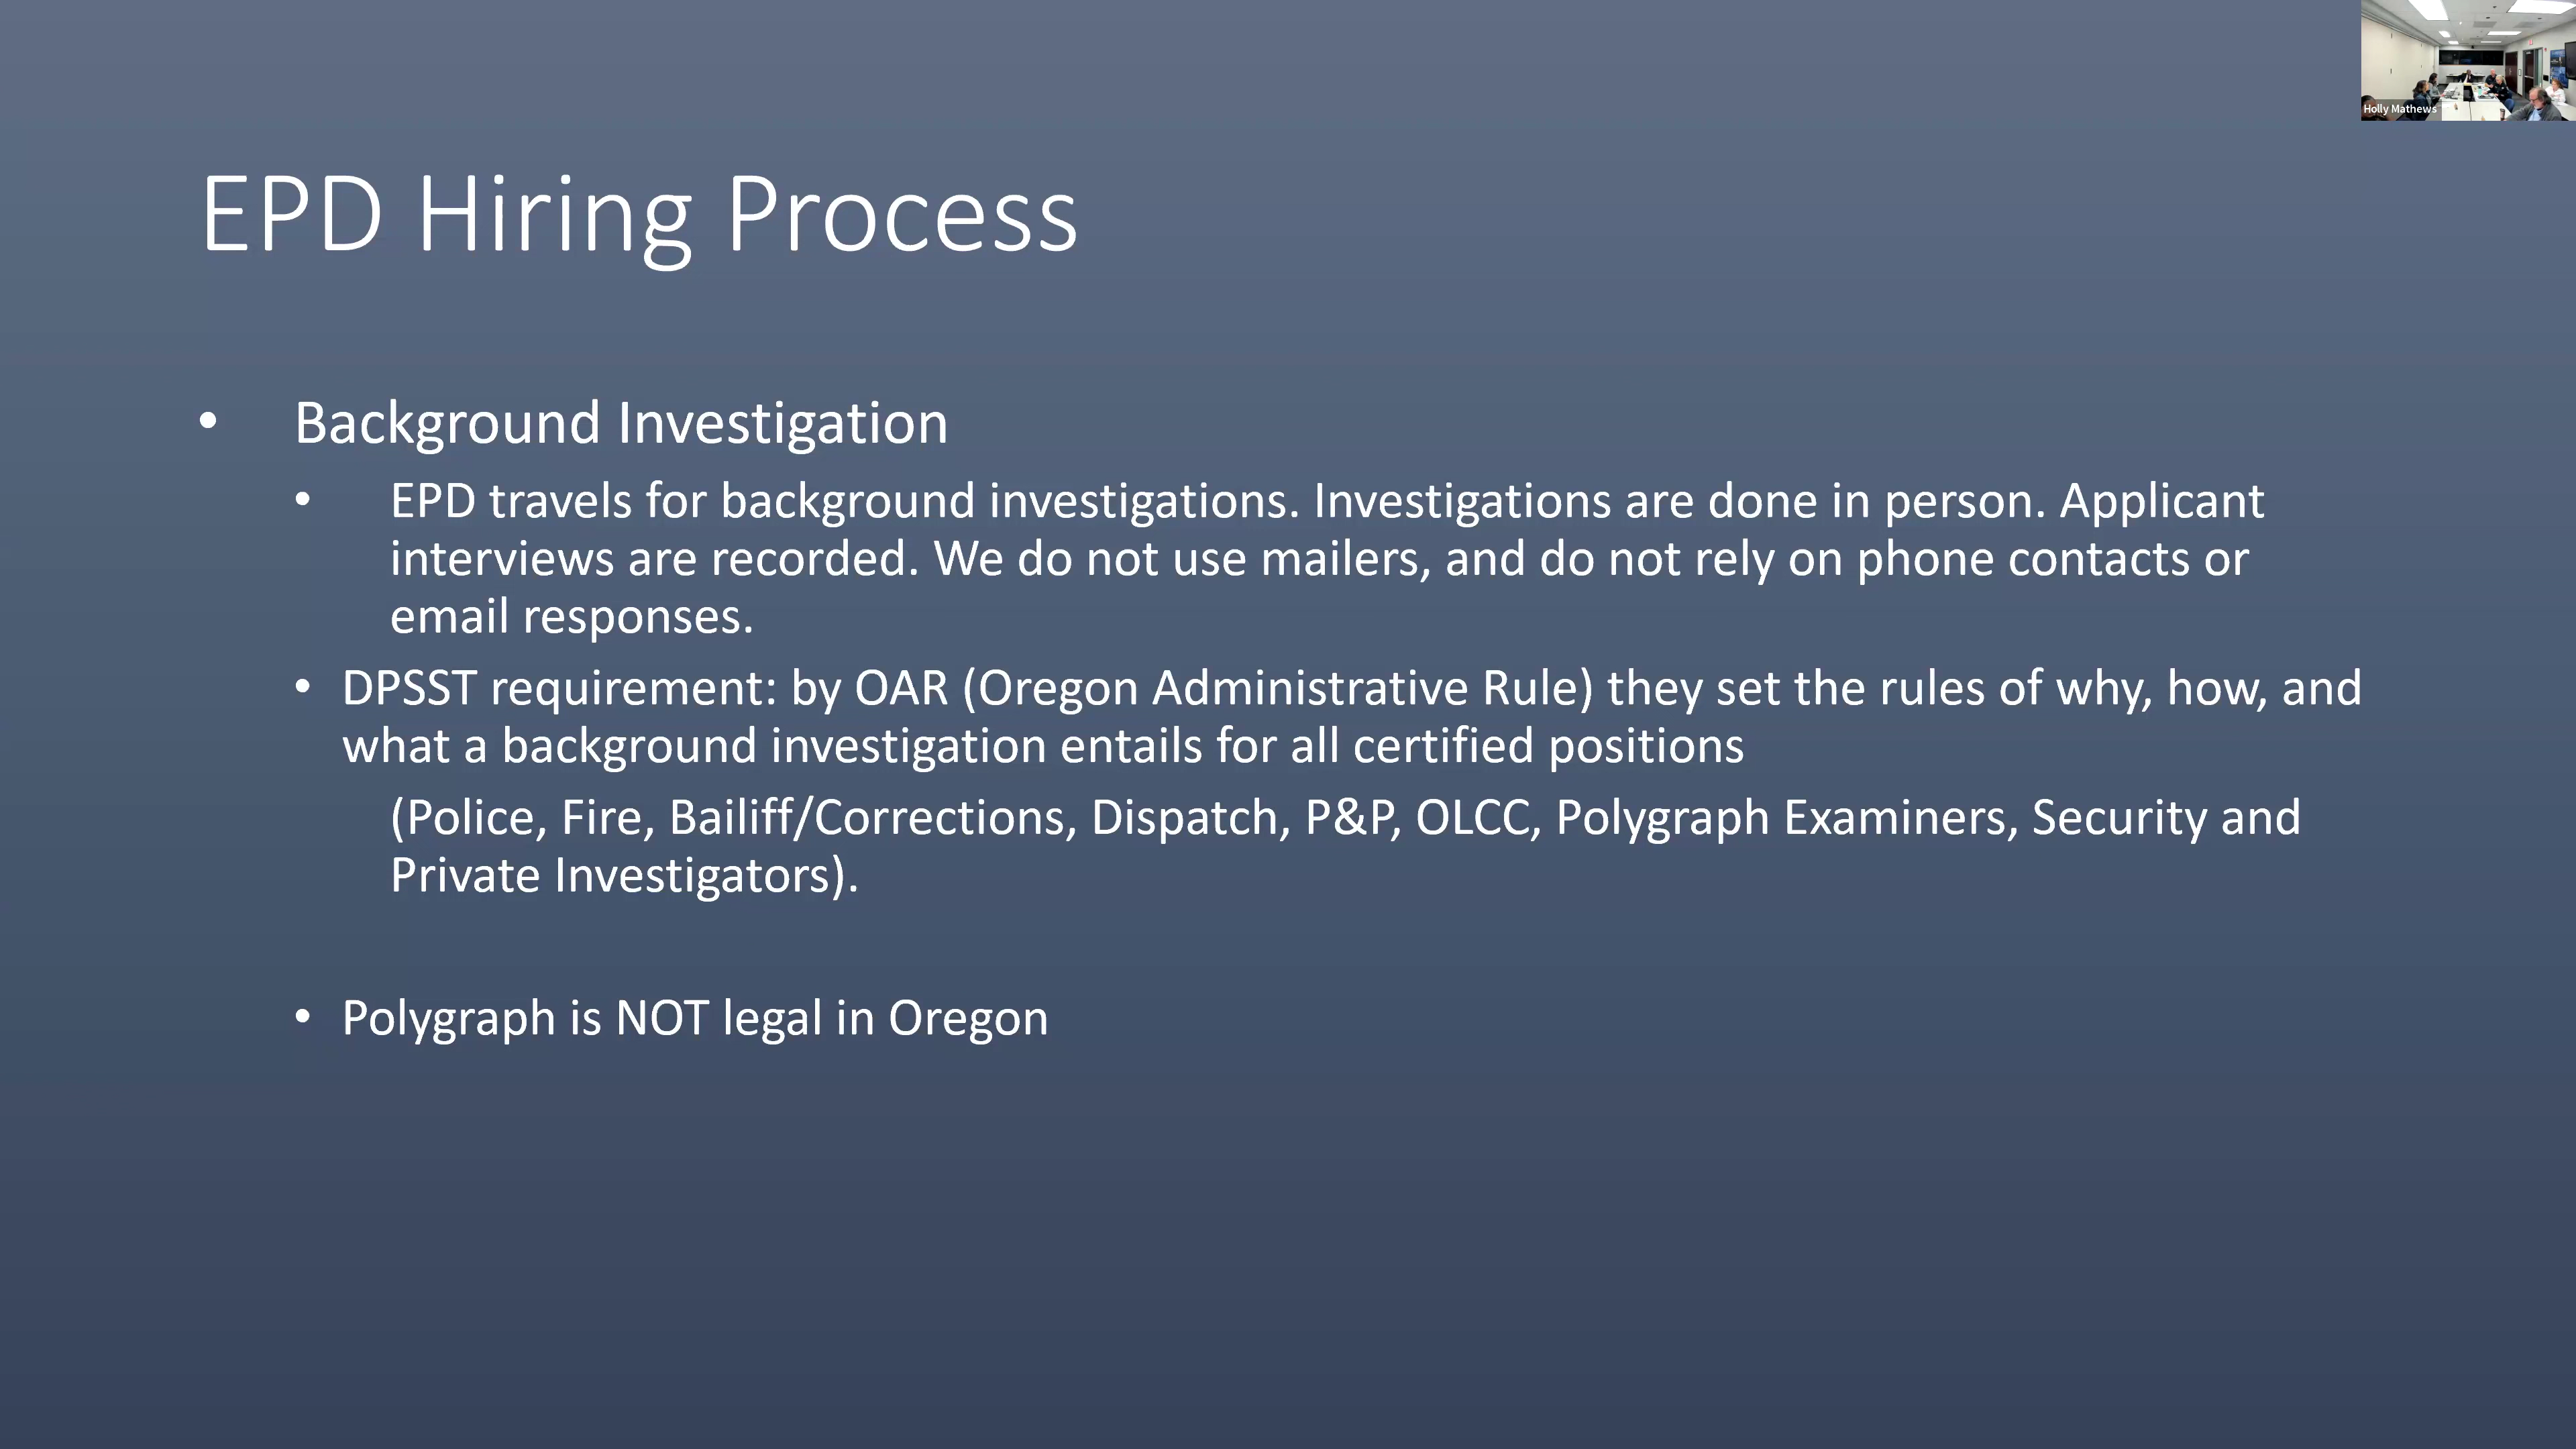 Holly Mathews
EPD Hiring Process
• Background Investigation
• EPD travels for background investigations. Investigations are done in person. Applicant
interviews are recorded. We do not use mailers, and do not rely on phone contacts or
email responses.
• DPSST requirement: by OAR (Oregon Administrative Rule) they set the rules of why, how, and
what a background investigation entails for all certified positions
(Police, Fire, Bailiff/Corrections, Dispatch, P&P, OLCC, Polygraph Examiners, Security and
Private Investigators).
• Polygraph is NOT legal in Oregon